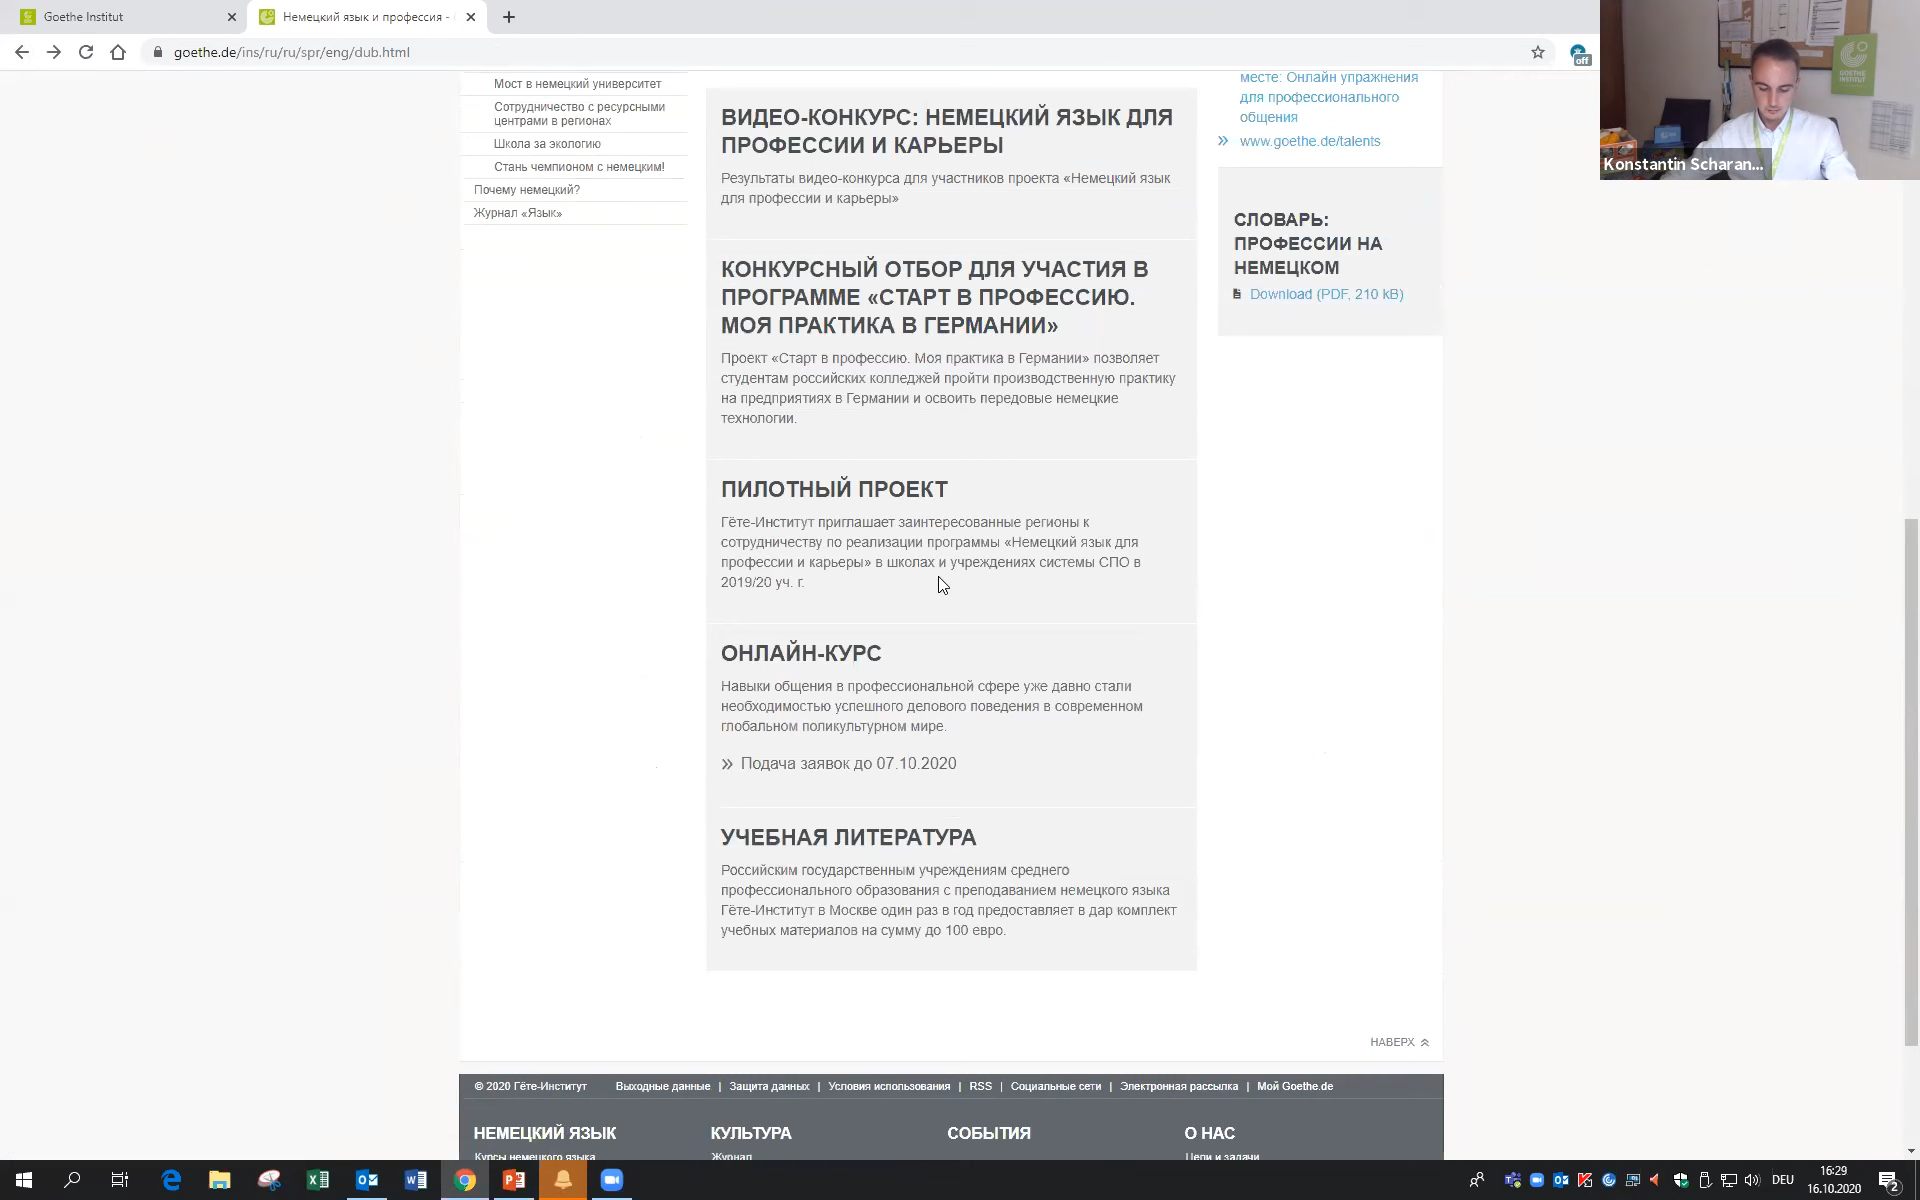 Goethe Institut
Немецкий язык и профессия -
goethe.de/ins/ru/ru/spr/eng/dub.html
off
Мост в немецкий университет
Сотрудничество с ресурсными
центрами в регионах
Школа за экологию
Стань чемпионом с немецким!
Почему немецкий?
Журнал «Язык»
ВИДЕО-КОНКУРС: НЕМЕЦКИЙ ЯЗЫК ДЛЯ
ПРОФЕССИИ И КАРЬЕРЫ
Результаты видео-конкурса для участников проекта «Немецкий язык
для профессии и карьеры»
КОНКУРСНЫЙ ОТБОР ДЛЯ УЧАСТИЯ В
ПРОГРАММЕ «СТАРТ В ПРОФЕССИЮ.
МОЯ ПРАКТИКА В ГЕРМАНИИ»
Проект «Старт в профессию. Моя практика в Германии» позволяет
студентам российских колледжей пройти производственную практику
на предприятиях в Германии и освоить передовые немецкие
технологии.
ПИЛОТНЫЙ ПРОЕКТ
Гёте-Институт приглашает заинтересованные регионы к
сотрудничеству по реализации программы «Немецкий язык для
профессии и карьеры» в школах и учреждениях системы СПО в
2019/20 уч. г.
ОНЛАЙН-КУРС
Навыки общения в профессиональной сфере уже давно стали
необходимостью успешного делового поведения в современном
глобальном поликультурном мире.
» Подача заявок до 07.10.2020
УЧЕБНАЯ ЛИТЕРАТУРА
Российским государственным учреждениям среднего
профессионального образования с преподаванием немецкого языка
Гёте-Институт в Москве один раз в год предоставляет в дар комплект
учебных материалов на сумму до 100 евро.
месте: Онлайн упражнения
для профессионального
общения
» www.goethe.de/talents
СЛОВАРЬ:
ПРОФЕССИИ НА
НЕМЕЦКОМ
Download (PDF, 210 kB)
GOETHE
INSTITUT
Konstantin Scharan...
НАВЕРХ
© 2020 Гёте-Институт Выходные данные | Защита данных | Условия использования | RSS | Социальные сети | Электронная рассылка | Мой Goethe.de
НЕМЕЦКИЙ ЯЗЫК КУЛЬТУРА СОБЫТИЯ О НАС
Курсы немецкого языка Журнал Цели и задачи
DEU
16:29
16.10.2020
2